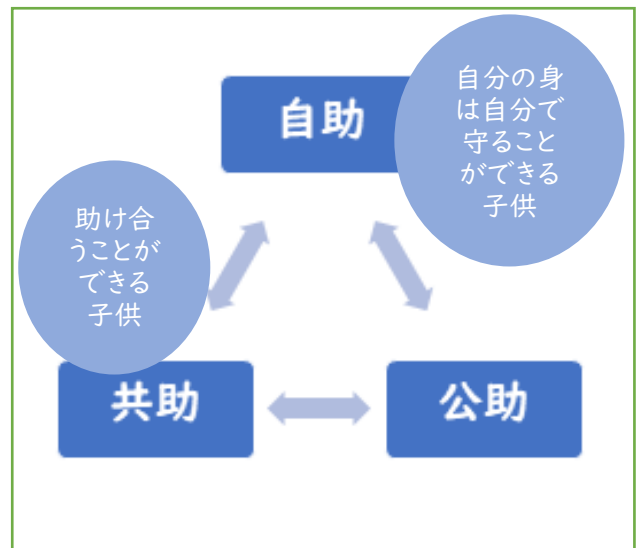 自助
自分の身
は自分で
守ること
ができる
子供
助け合
うことが
できる
子供
共助
公助